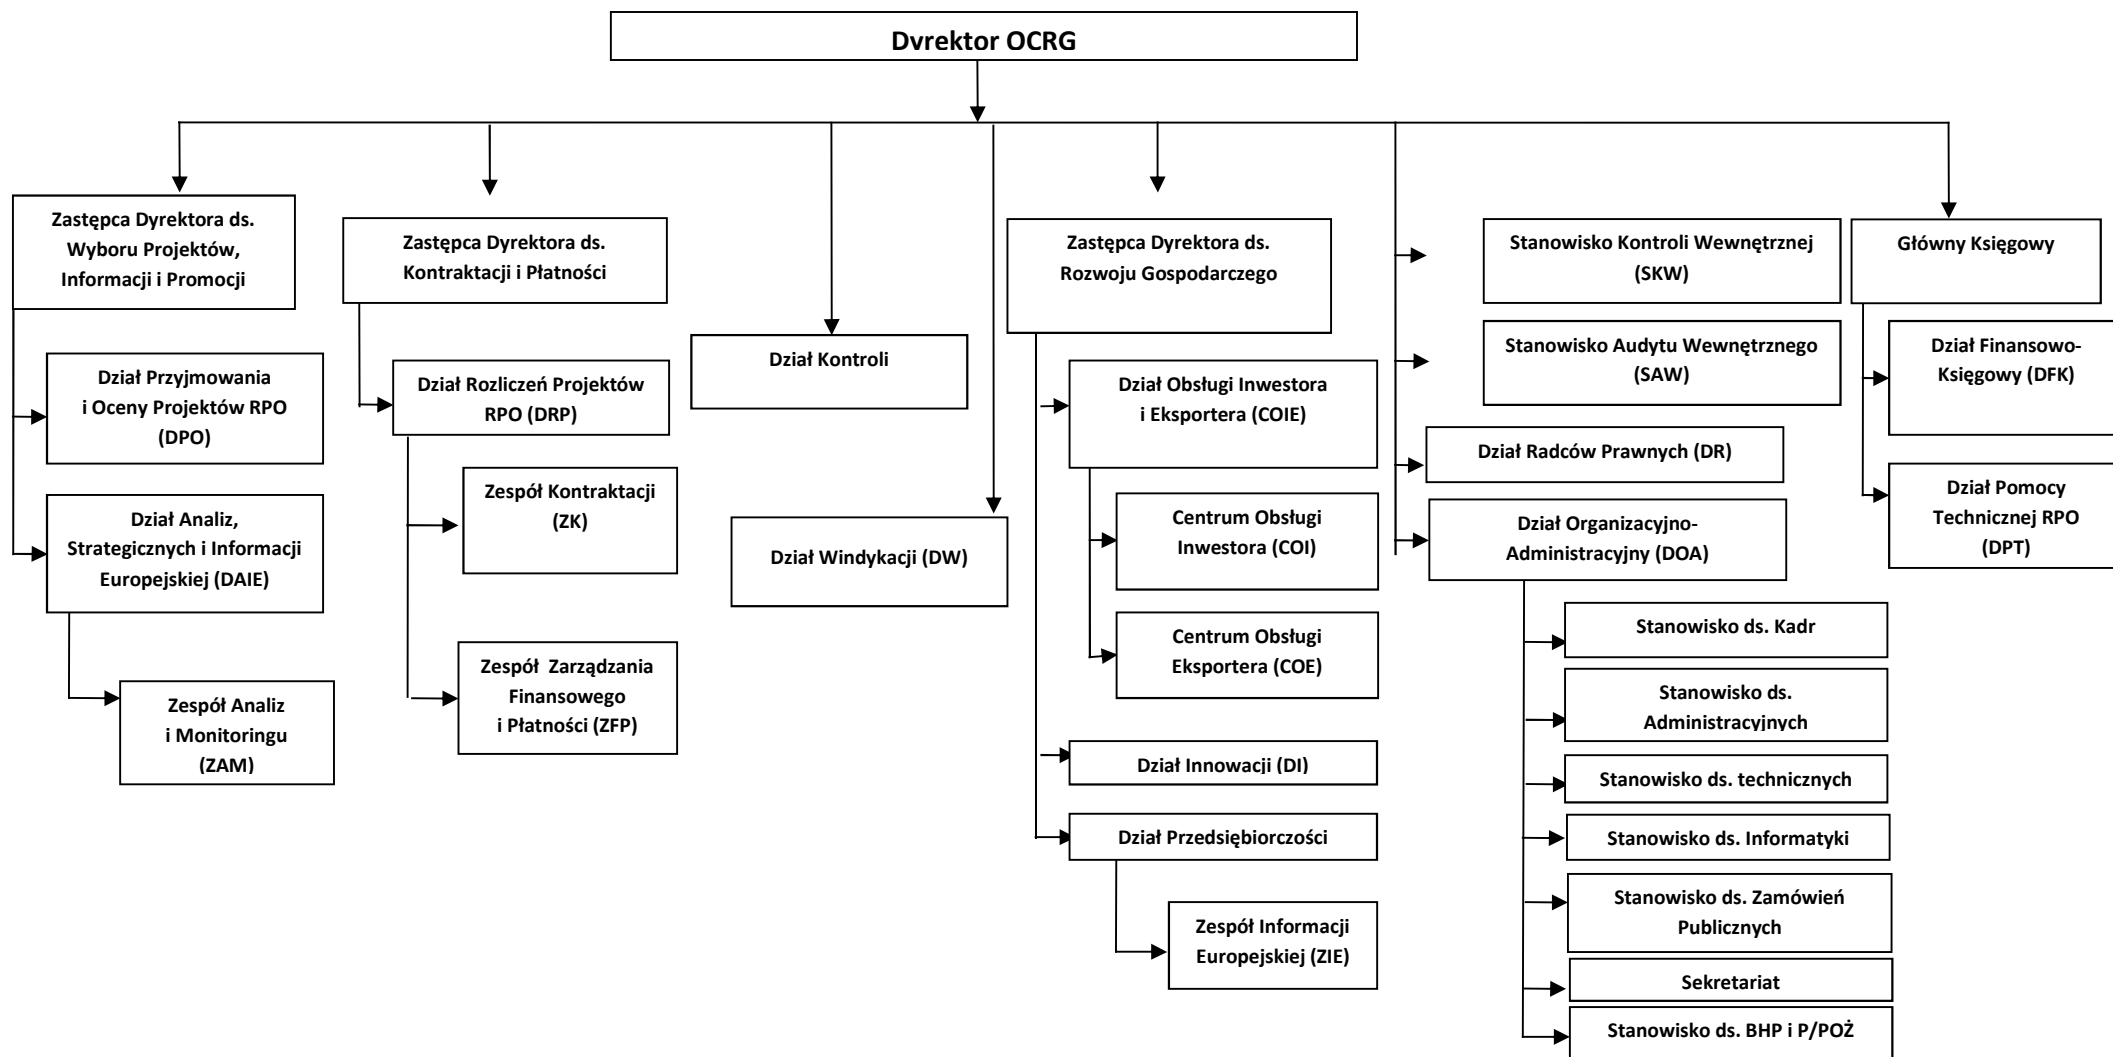 Dyrektor OCRG
Zastępca Dyrektora ds.
Wyboru Projektów,
Informacji i Promocji
Dział Przyjmowania
i Oceny Projektów RPO
(DPO)
Dział Analiz,
Strategicznych i Informacji
Europejskiej (DAIE)
Zespół Analiz
i Monitoringu
(ZAM)
Zastępca Dyrektora ds.
Kontraktacji i Płatności
Dział Rozliczeń Projektów
RPO (DRP)
Zespół Kontraktacji
(ZK)
Zespół Zarządzania
Finansowego
i Płatności (ZFP)
Dział Kontroli
Dział Windykacji (DW)
Zastępca Dyrektora ds.
Rozwoju Gospodarczego
Dział Obsługi Inwestora
i Eksportera (COIE)
Centrum Obsługi
Inwestora (COI)
Centrum Obsługi
Eksportera (COE)
Dział Innowacji (DI)
Dział Przedsiębiorczości
Zespół Informacji
Europejskiej (ZIE)
Stanowisko Kontroli Wewnętrznej
(SKW)
Stanowisko Audytu Wewnętrznego
(SAW)
Dział Radców Prawnych (DR)
Dział Organizacyjno-
Administracyjny (DOA)
Stanowisko ds. Kadr
Stanowisko ds.
Administracyjnych
Stanowisko ds. technicznych
Stanowisko ds. Informatyki
Stanowisko ds. Zamówień
Publicznych
Sekretariat
Stanowisko ds. BHP i P/POŻ
Główny Księgowy
Dział Finansowo-
Księgowy (DFK)
Dział Pomocy
Technicznej RPO
(DPT)